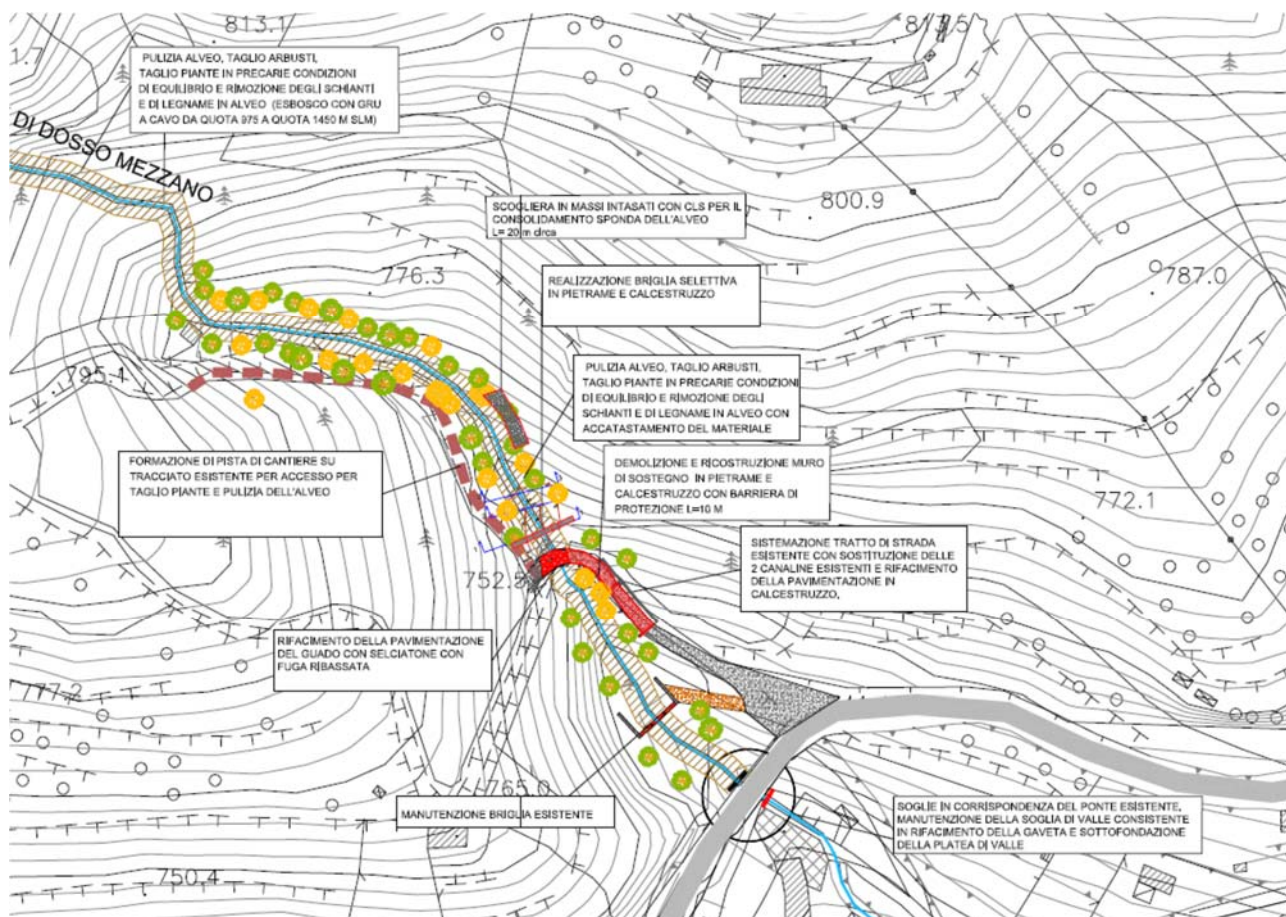 813.1
813.5
1.7
PULIZIA ALVEO, TAGLIO ARBUSTI,
TAGLIO PIANTE IN PRECARIE CONDIZIONI
DI EQUILIBRIO E RIMOZIONE DEGLI SCHIANTI
E DI LEGNAME IN ALVEO (ESBOSCO CON GRU
A CAVO DA QUOTA 975 A QUOTA 1450 M SLM)
DI DOSSO MEZZANO
800.9
SCOGLIERA IN MASSI INTASATI CON CLS PER IL
CONSOLIDAMENTO SPONDA DELL'ALVEO
L= 20 m circa
776.3
787.0
REALIZZAZIONE BRIGLIA SELETTIVA
IN PIETRAME E CALCESTRUZZO
795.1
PULIZIA ALVEO, TAGLIO ARBUSTI,
TAGLIO PIANTE IN PRECARIE CONDIZIONI
DI EQUILIBRIO E RIMOZIONE DEGLI
SCHIANTI E DI LEGNAME IN ALVEO CON
ACCATASTAMENTO DEL MATERIALE
FORMAZIONE DI PISTA DI CANTIERE SU
TRACCIATO ESISTENTE PER ACCESSO PER
TAGLIO PIANTE E PULIZIA DELL'ALVEO
DEMOLIZIONE E RICOSTRUZIONE MURO
DI SOSTEGNO IN PIETRAME E
CALCESTRUZZO CON BARRIERA DI
PROTEZIONE L=10 M
772.1
SISTEMAZIONE TRATTO DI STRADA
ESISTENTE CON SOSTITUZIONE DELLE
2 CANALINE ESISTENTI E RIFACIMENTO
DELLA PAVIMENTAZIONE IN
CALCESTRUZZO.
752.5
RIFACIMENTO DELLA PAVIMENTAZIONE
DEL GUADO CON SELCIATONE CON
FUGA RIBASSATA
777.2
765.0
MANUTENZIONE BRIGLIA ESISTENTE
SOGLIE IN CORRISPONDENZA DEL PONTE ESISTENTE,
MANUTENZIONE DELLA SOGLIA DI VALLE CONSISTENTE
IN RIFACIMENTO DELLA GAVETA E SOTTOFONDAZIONE
DELLA PLATEA DI VALLE
750.4